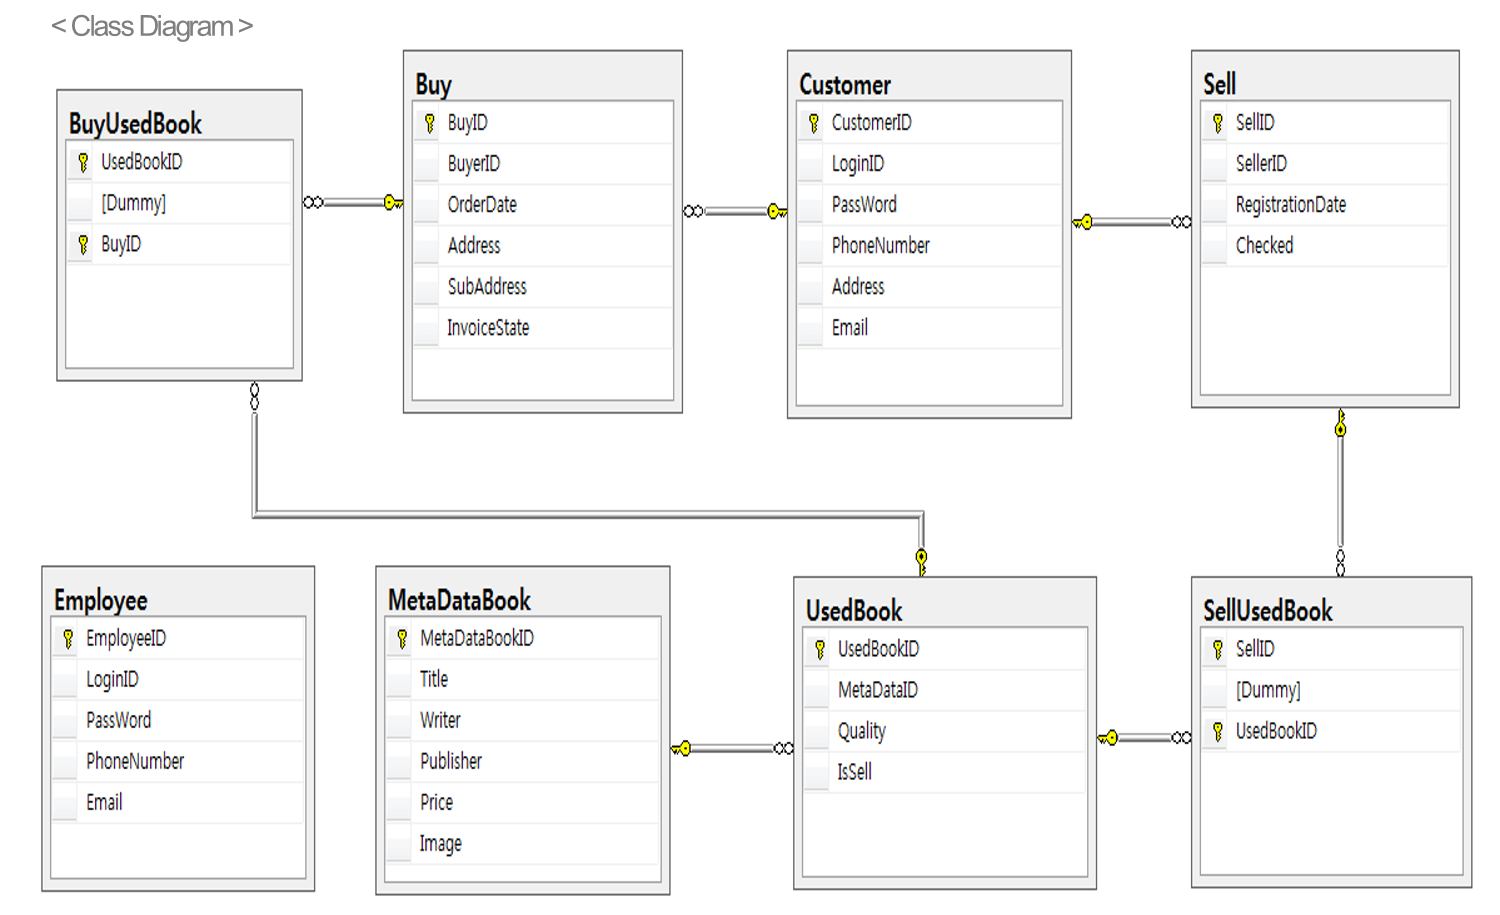 < Class Diagram >
BuyUsedBook
UsedBookID
[Dummy]
BuyID
Buy
BuyID
BuyerID
OrderDate
Address
SubAddress
InvoiceState
Customer
CustomerID
LoginID
PassWord
PhoneNumber
Address
Email
Sell
SellID
SellerID
RegistrationDate
Checked
Employee
EmployeeID
LoginID
PassWord
PhoneNumber
Email
MetaDataBook
MetaDataBookID
Title
Writer
Publisher
Price
Image
UsedBook
UsedBookID
MetaDataID
Quality
IsSell
SellUsedBook
SellID
[Dummy]
UsedBookID